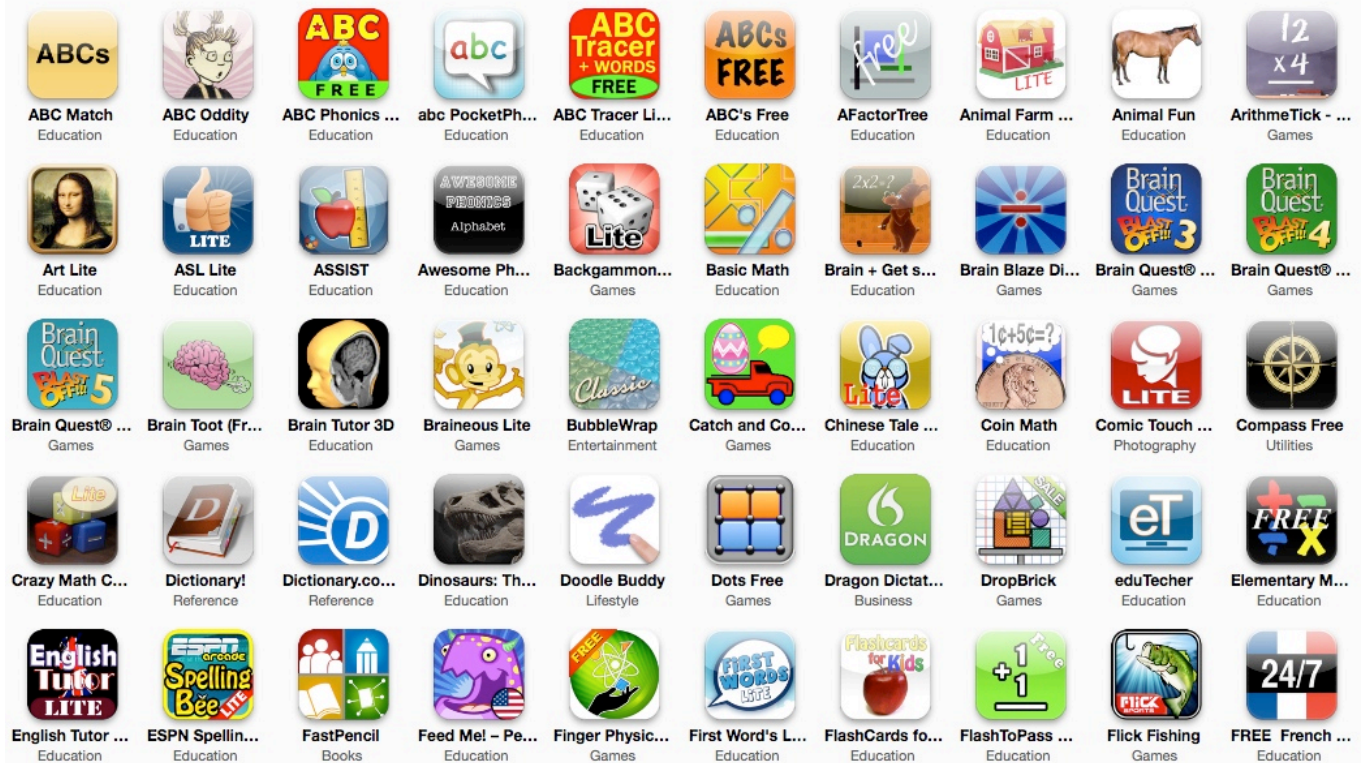 ABCs
ABC
FREE
abc
ABC
Tracer
+ WORDS
FREE
ABCs
FREE
free
LITE
12
x4
ABC Match
ABC Oddity
ABC Phonics ...
abc PocketPh...
ABC Tracer Li...
ABC's Free
AFactorTree
Animal Farm ...
Animal Fun
ArithmeTick - ...
Education
Education
Education
Education
Education
Education
Education
Education
Education
Games
LITE
AWESOME
PHONICS
Alphabet
Lite
2x2=?
Brain
Quest
BLAST
OFF!!! 3
Brain
Quest
BLAST
OFF!!! 4
Art Lite
ASL Lite
ASSIST
Awesome Ph...
Backgammon...
Basic Math
Brain + Get s...
Brain Blaze Di...
Brain Quest® ...
Brain Quest® ...
Education
Education
Education
Education
Games
Education
Education
Games
Games
Games
Brain
Quest
BLAST
OFF!!! 5
Classic
Lite
1¢+5¢=?
LITE
Brain Quest® ...
Brain Toot (Fr...
Brain Tutor 3D
Braineous Lite
BubbleWrap
Catch and Co...
Chinese Tale ...
Coin Math
Comic Touch ...
Compass Free
Games
Games
Education
Games
Entertainment
Games
Education
Education
Photography
Utilities
Lite
D
D
DRAGON
SALE
eT
FREE
Crazy Math C...
Dictionary!
Dictionary.co...
Dinosaurs: Th...
Doodle Buddy
Dots Free
Dragon Dictat...
DropBrick
eduTecher
Elementary M...
Education
Reference
Reference
Education
Lifestyle
Games
Business
Games
Education
Education
English
Tutor
LITE
ESPN
arcade
Spelling
Bee
LITE
FREE
FIRST
WORDS
LITE
Flashcards
for Kids
1
+1
Free
FLICK
SPORTS
24/7
English Tutor ...
ESPN Spellin...
FastPencil
Feed Me! – Pe...
Finger Physic...
First Word's L...
FlashCards fo...
FlashToPass ...
Flick Fishing
FREE French ...
Education
Education
Books
Education
Games
Education
Education
Education
Games
Education